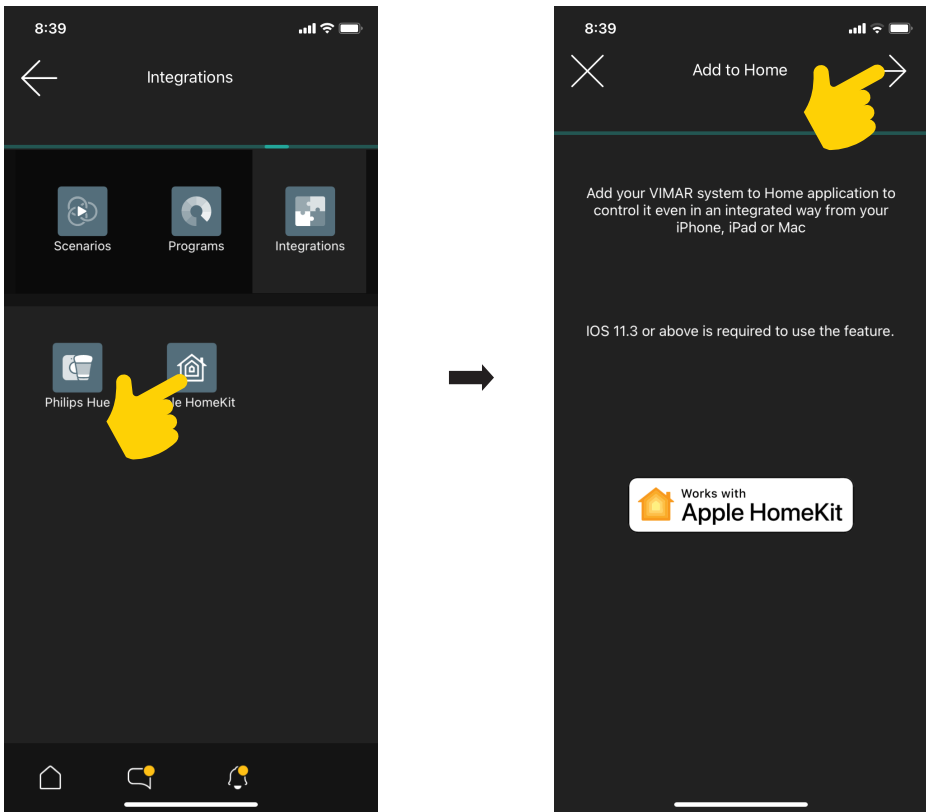 8:39
Integrations
Scenarios
Programs
Integrations
Philips Hue
le HomeKit
8:39
Add to Home
Add your VIMAR system to Home application to
control it even in an integrated way from your
iPhone, iPad or Mac
IOS 11.3 or above is required to use the feature.
Works with
Apple HomeKit